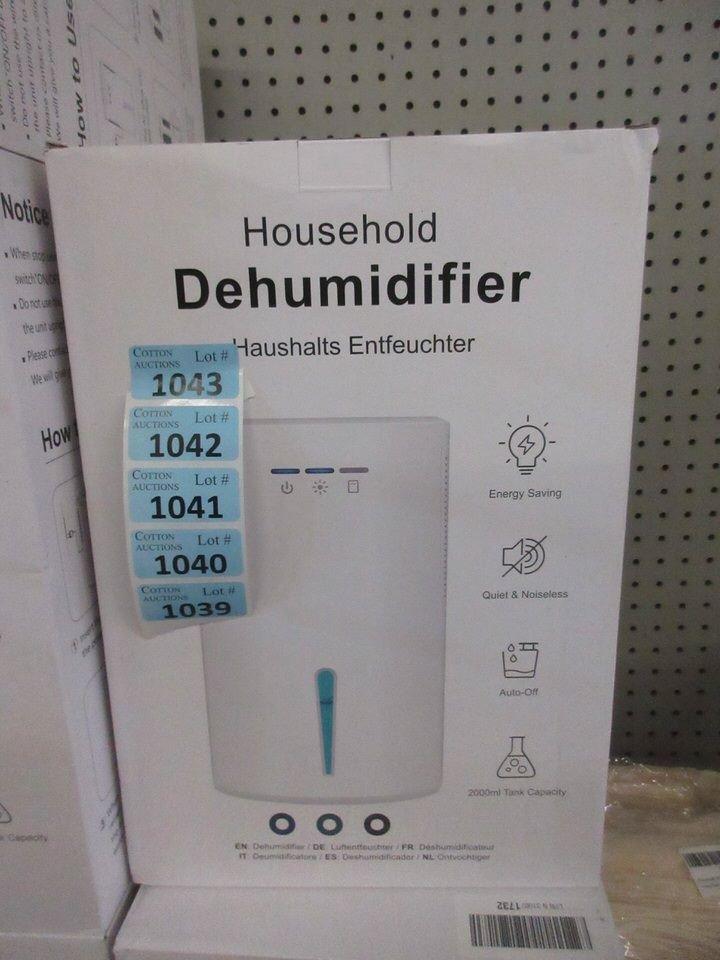 How to Use
Notice
How
Household
Dehumidifier
Haushalts Entfeuchter
COTTON
AUCTIONS Lot #
1043
COTTON
AUCTIONS Lot #
1042
COTTON
AUCTIONS Lot #
1041
COTTON
AUCTIONS Lot #
1040
COTTON
AUCTIONS Lot #
1039
Energy Saving
Quiet & Noiseless
Auto-Off
2000ml Tank Capacity
EN: Dehumidifier / DE: Luftentfeuchter / FR: Déshumidificateur
IT: Deumidificatore / ES: Deshumidificador / NL: Ontvochtiger
1732
Capacity